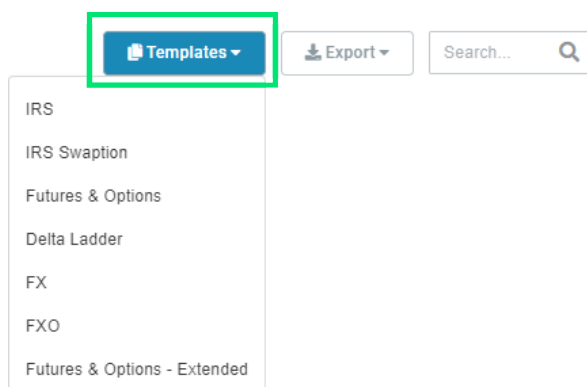 Templates
Export
Search...
IRS
IRS Swaption
Futures & Options
Delta Ladder
FX
FXO
Futures & Options - Extended